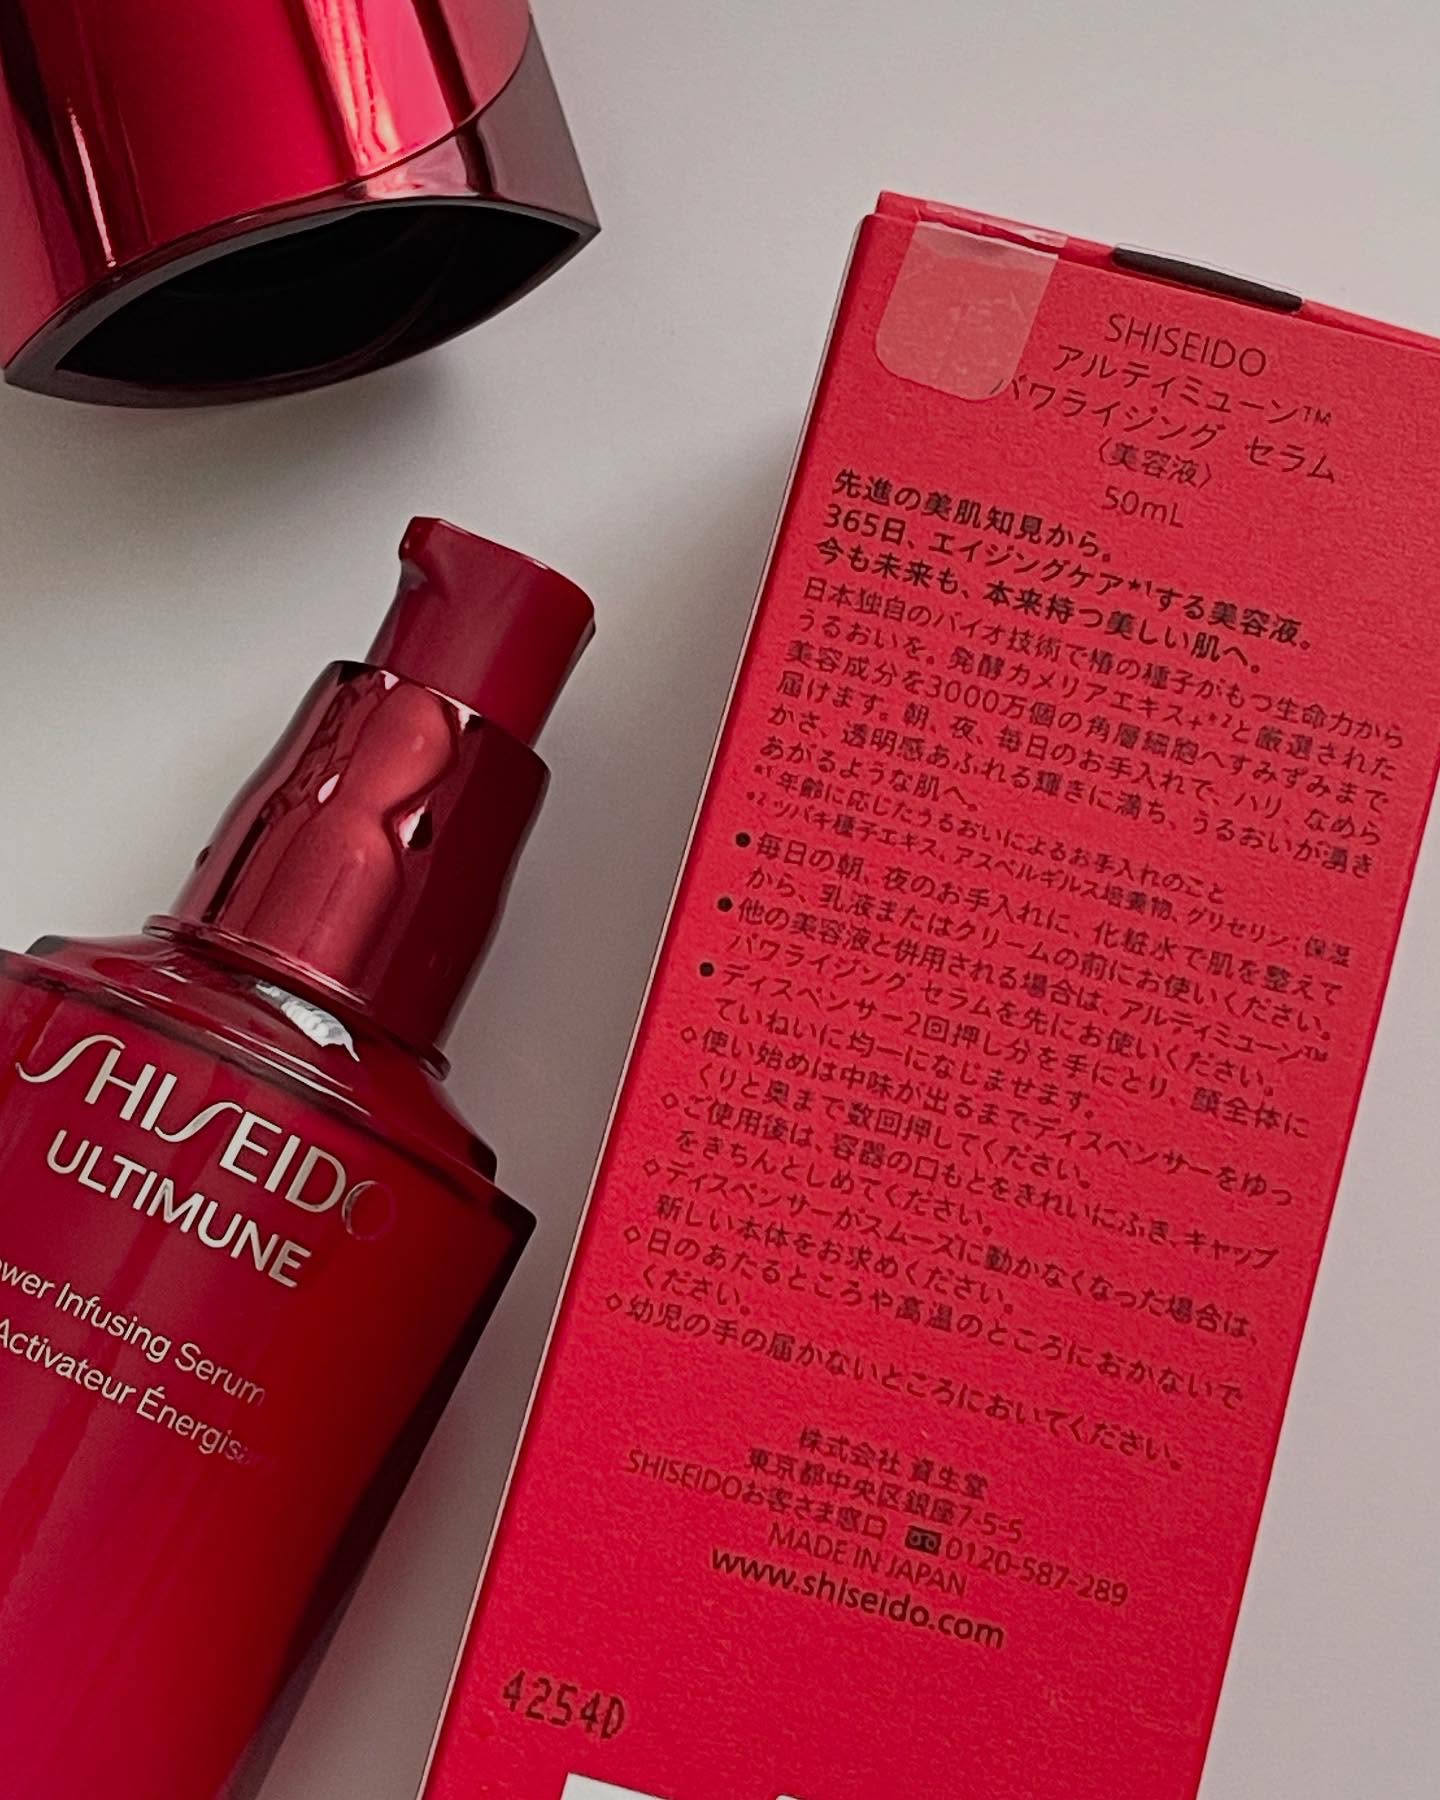 SHISEIDO
ULTIMUNE
Infusing Serum
Activateur
SHISEIDO
アルティミューン™
パワライジング セラム
〈美容液〉
50mL
先進の美肌知見から。
365日、エイジングケア*¹する美容液。
今も未来も、本来持つ美しい肌へ。
日本独自のバイオ技術で椿の種子がもつ生命力から
うるおいを。発酵カメリアエキス+*²と厳選された
美容成分を3000万個の角層細胞へすみずみまで
届けます。朝、夜、毎日のお手入れで、ハリ、なめら
かさ、透明感あふれる輝きに満ち、うるおいが湧き
あがるような肌へ。
*¹ 年齢に応じたうるおいによるお手入れのこと
*² ツバキ種子エキス、アスペルギルス培養物、グリセリン:保湿
●毎日の朝、夜のお手入れに、化粧水で肌を整えて
から、乳液またはクリームの前にお使いください。
●他の美容液と併用される場合は、アルティミューン™
パワライジング セラムを先にお使いください。
●ディスペンサー2回押し分を手にとり、顔全体に
ていねいに均一になじませます。
◇使い始めは中味が出るまでディスペンサーをゆっ
くりと奥まで数回押してください。
◇ご使用後は、容器の口もとをきれいにふき、キャップ
をきちんとしめてください。
◇ディスペンサーがスムーズに動かなくなった場合は、
新しい本体をお求めください。
◇日のあたるところや高温のところにおかないで
ください。
◇幼児の手の届かないところにおいてください。
株式会社 資生堂
東京都中央区銀座7-5-5
SHISEIDOお客さま窓口 0120-587-289
MADE IN JAPAN
www.shiseido.com
4254D